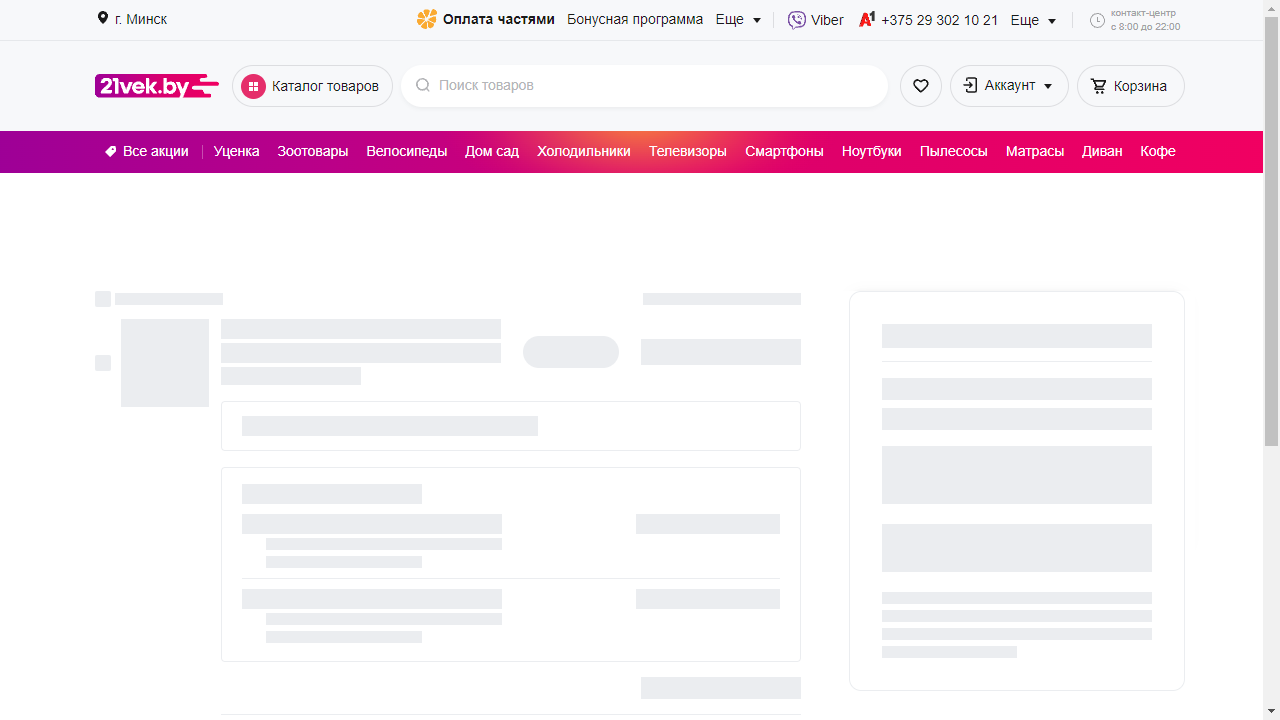 г. Минск
Оплата частями Бонусная программа Еще Viber A1 +375 29 302 10 21 Еще контакт-центр
с 8:00 до 22:00
21vek.by Каталог товаров Поиск товаров Аккаунт Корзина
Все акции Уценка Зоотовары Велосипеды Дом сад Холодильники Телевизоры Смартфоны Ноутбуки Пылесосы Матрасы Диван Кофе